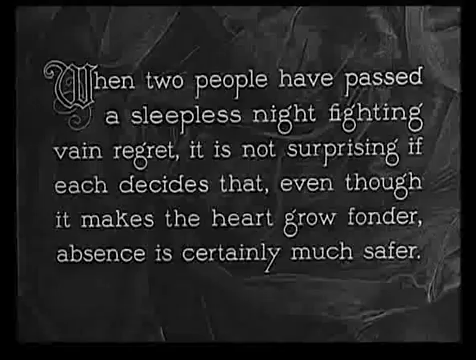 When two people have passed
a sleepless night fighting
vain regret, it is not surprising if
each decides that, even though
it makes the heart grow fonder,
absence is certainly much safer.